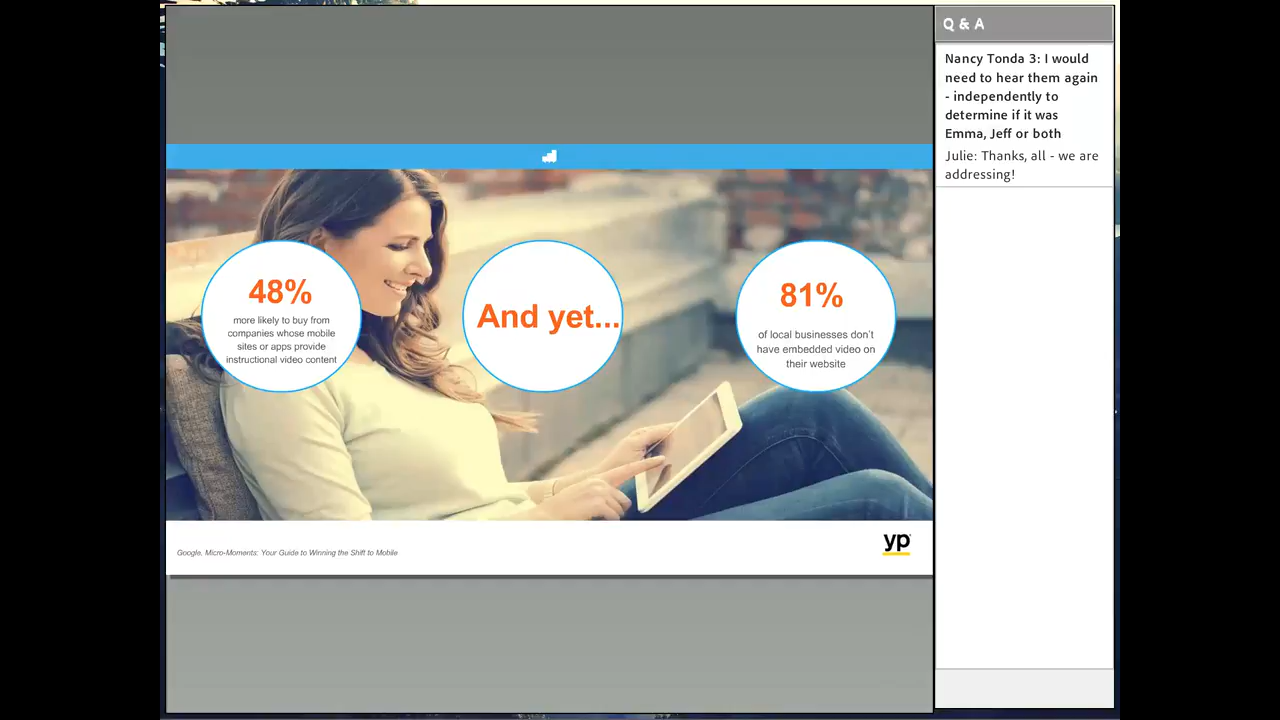 48%
more likely to buy from
companies whose mobile
sites or apps provide
instructional video content
And yet...
81%
of local businesses don't
have embedded video on
their website
Google, Micro-Moments: Your Guide to Winning the Shift to Mobile
yp
Q & A
Nancy Tonda 3: I would
need to hear them again
- independently to
determine if it was
Emma, Jeff or both
Julie: Thanks, all - we are
addressing!